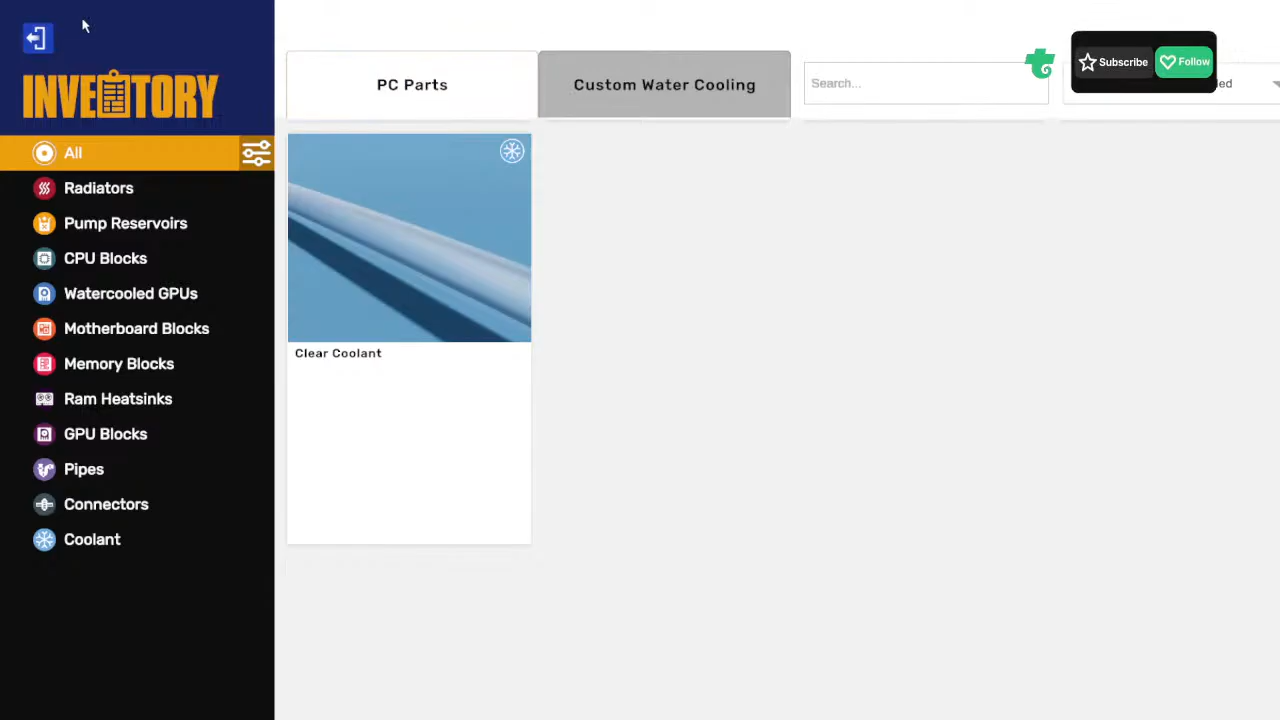 INVENTORY
All
Radiators
Pump Reservoirs
CPU Blocks
Watercooled GPUs
Motherboard Blocks
Memory Blocks
Ram Heatsinks
GPU Blocks
Pipes
Connectors
Coolant
PC Parts
Custom Water Cooling
Search...
Subscribe
Follow
Clear Coolant